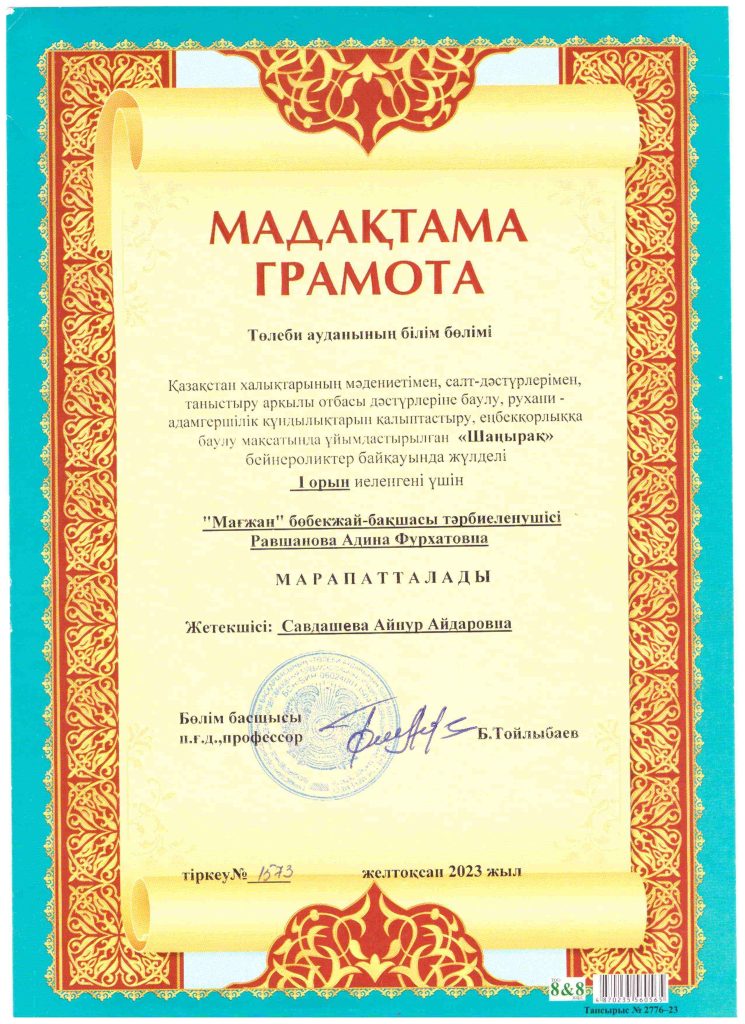 МАДАҚТАМА
ГРАМОТА
Төлеби ауданының білім бөлімі
Қазақстан халықтарының мәдениетімен, салт-дәстүрлерімен,
таныстыру арқылы отбасы дәстүрлеріне баулу, рухани -
адамгершілік құндылықтарын қалыптастыру, еңбекқорлыққа
баулу мақсатында ұйымдастырылған «Шаңырақ»
бейнероликтер байқауында жүлделі
I орын иеленгені үшін
"Мағжан" бөбекжай-бақшасы тәрбиеленушісі
Равшанова Адина Фурхатовна
М А Р А П А Т Т А Л А Д Ы
Жетекшісі: Савдашева Айнур Айдаровна
Бөлім басшысы
п.ғ.д.,профессор
Б.Тойлыбаев
тіркеу№ 1573 желтоқсан 2023 жыл
8&8
4870235560365
Тапсырыс № 2776-23